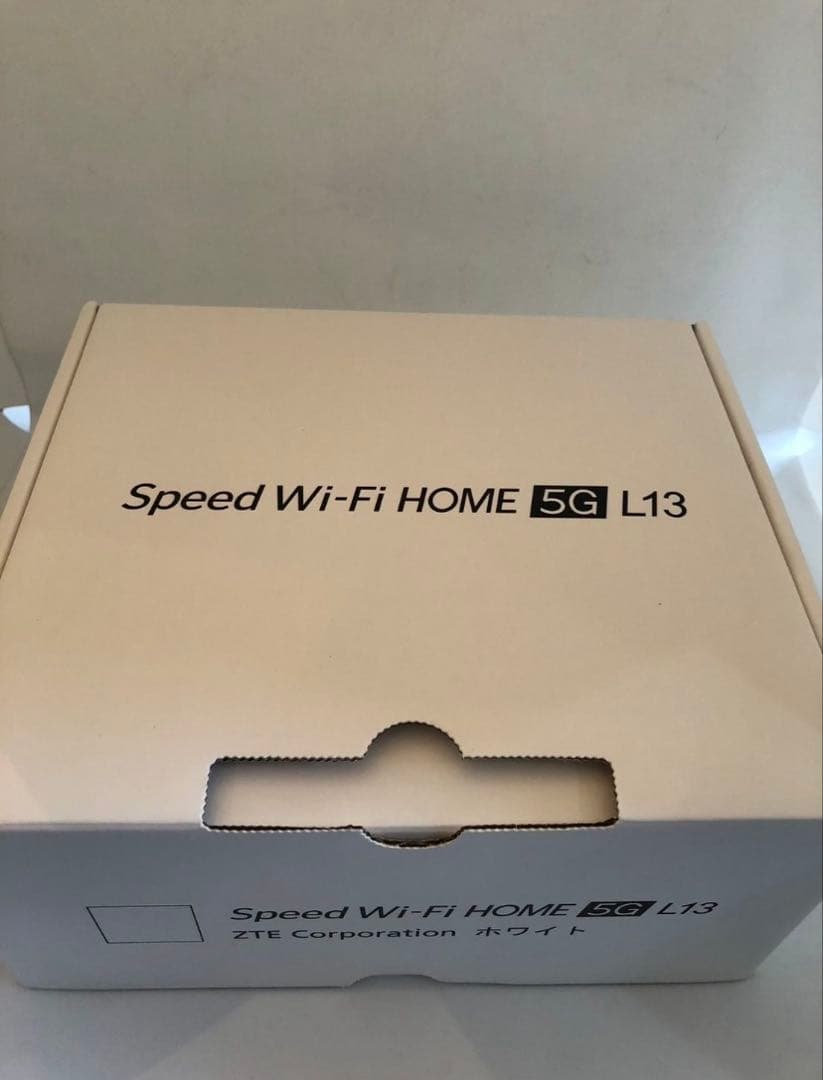 Speed Wi-Fi HOME 5G L13
Speed Wi-Fi HOME 5G L13
ZTE Corporation ホワイト